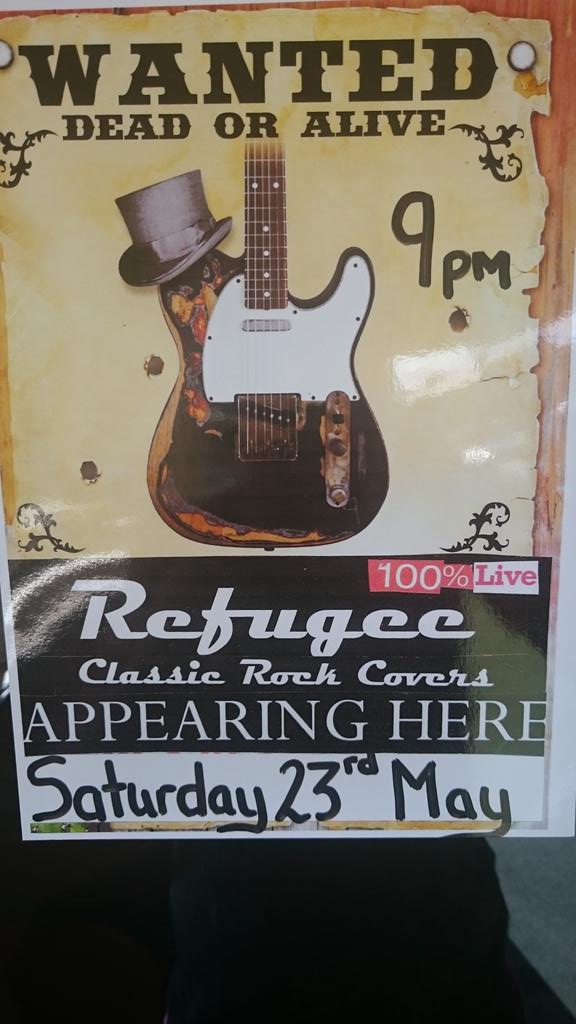 WANTED
DEAD OR ALIVE
9pm
100% Live
Refugee
Classic Rock Covers
APPEARING HERE
Saturday 23rd May